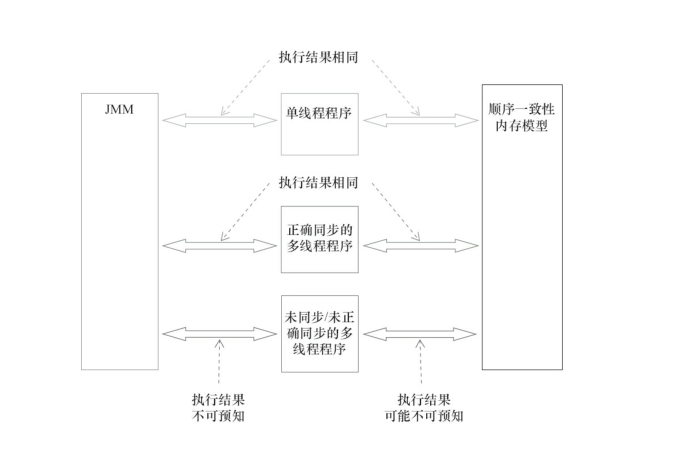 执行结果相同
JMM
单线程程序
顺序一致性
内存模型
执行结果相同
正确同步的
多线程程序
未同步/未正
确同步的多
线程程序
执行结果
不可预知
执行结果
可能不可预知